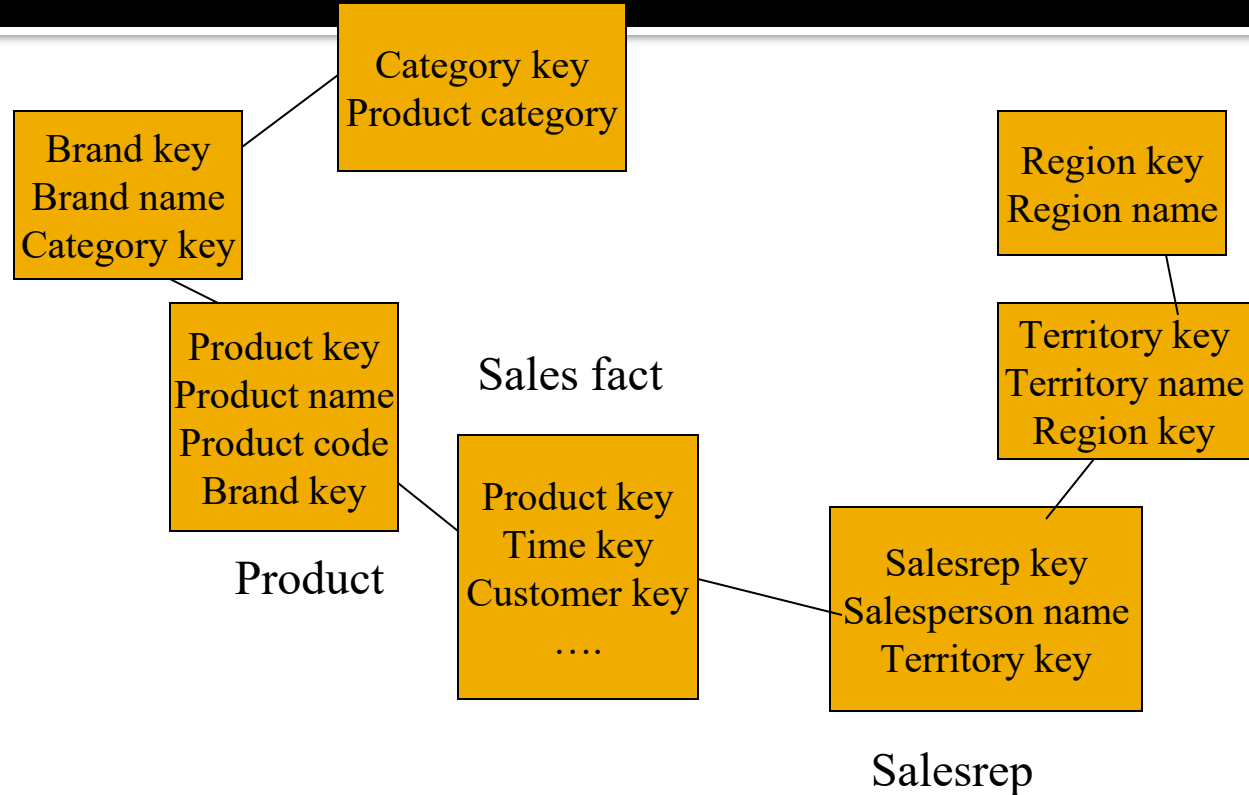 Category key
Product category
Brand key
Brand name
Category key
Region key
Region name
Product key
Product name
Product code
Brand key
Product
Sales fact
Product key
Time key
Customer key
….
Territory key
Territory name
Region key
Salesrep key
Salesperson name
Territory key
Salesrep